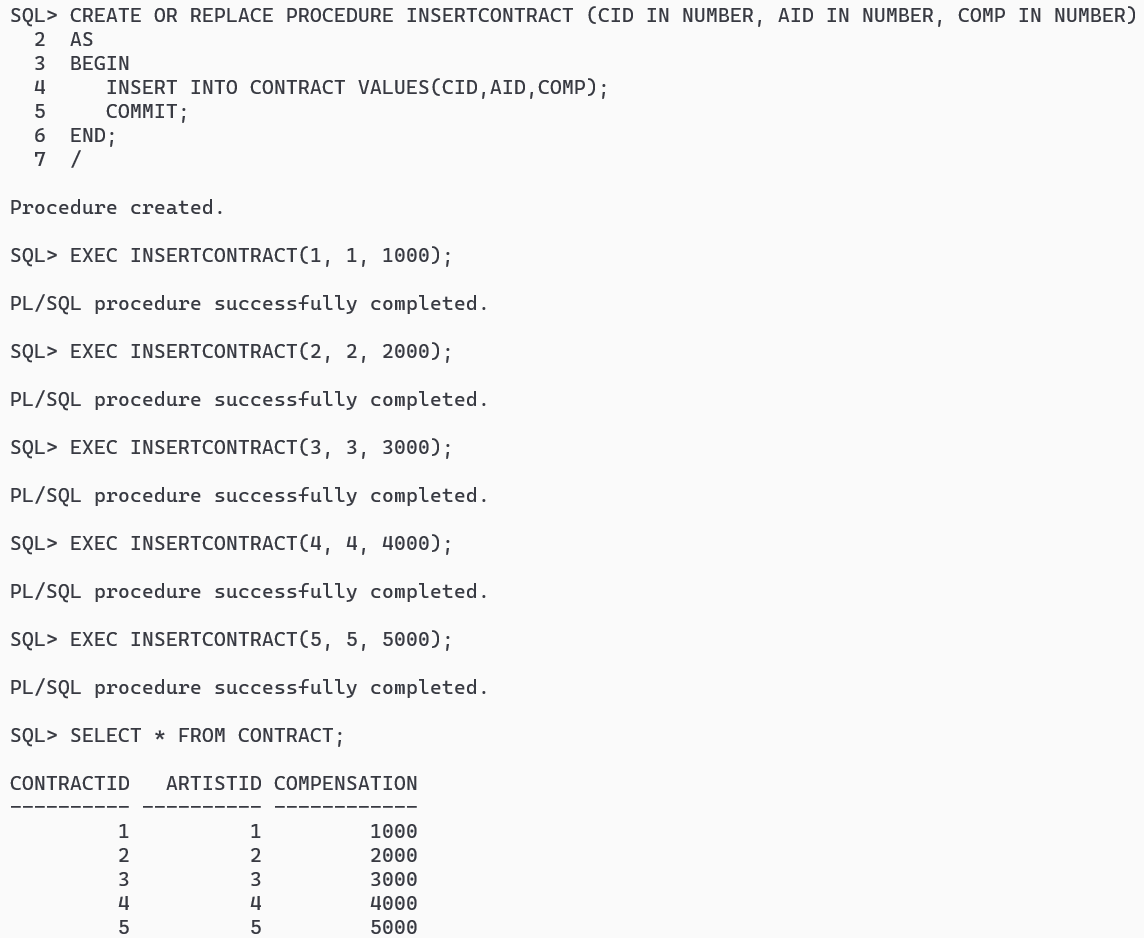 SQL> CREATE OR REPLACE PROCEDURE INSERTCONTRACT (CID IN NUMBER, AID IN NUMBER, COMP IN NUMBER)
  2  AS
  3  BEGIN
  4     INSERT INTO CONTRACT VALUES(CID,AID,COMP);
  5     COMMIT;
  6  END;
  7  /
Procedure created.
SQL> EXEC INSERTCONTRACT(1, 1, 1000);
PL/SQL procedure successfully completed.
SQL> EXEC INSERTCONTRACT(2, 2, 2000);
PL/SQL procedure successfully completed.
SQL> EXEC INSERTCONTRACT(3, 3, 3000);
PL/SQL procedure successfully completed.
SQL> EXEC INSERTCONTRACT(4, 4, 4000);
PL/SQL procedure successfully completed.
SQL> EXEC INSERTCONTRACT(5, 5, 5000);
PL/SQL procedure successfully completed.
SQL> SELECT * FROM CONTRACT;
CONTRACTID   ARTISTID COMPENSATION
---------- ---------- ------------
         1          1         1000
         2          2         2000
         3          3         3000
         4          4         4000
         5          5         5000